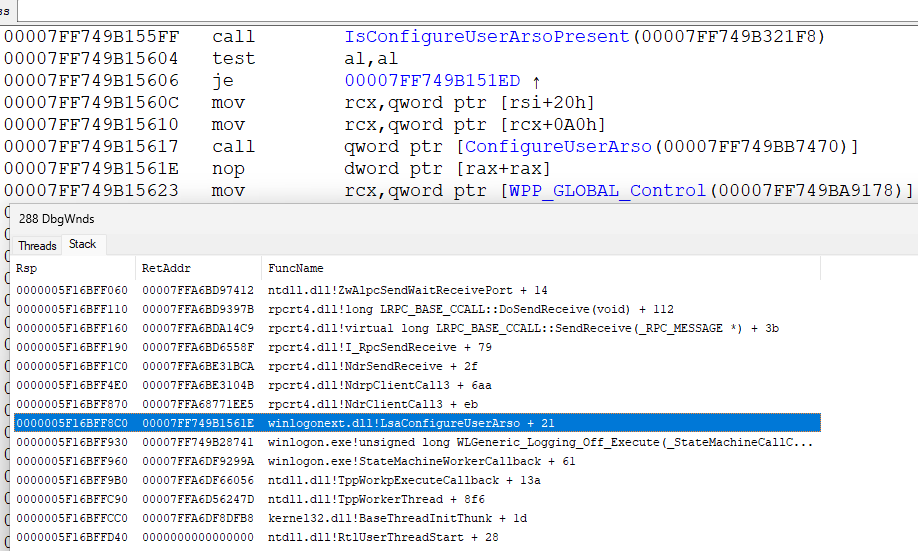 ss
00007FF749B155FF call IsConfigureUserArsoPresent(00007FF749B321F8)
00007FF749B15604 test al,al
00007FF749B15606 je 00007FF749B151ED ↑
00007FF749B1560C mov rcx,qword ptr [rsi+20h]
00007FF749B15610 mov rcx,qword ptr [rcx+0A0h]
00007FF749B15617 call qword ptr [ConfigureUserArso(00007FF749BB7470)]
00007FF749B1561E nop dword ptr [rax+rax]
00007FF749B15623 mov rcx,qword ptr [WPP_GLOBAL_Control(00007FF749BA9178)]
288 DbgWnds
Threads Stack
Rsp RetAddr FuncName
0000005F16BFF060 00007FFA6BD97412 ntdll.dll!ZwAlpcSendWaitReceivePort + 14
0000005F16BFF110 00007FFA6BD9397B rpcrt4.dll!long LRPC_BASE_CCALL::DoSendReceive(void) + 112
0000005F16BFF160 00007FFA6BDA14C9 rpcrt4.dll!virtual long LRPC_BASE_CCALL::SendReceive(_RPC_MESSAGE *) + 3b
0000005F16BFF190 00007FFA6BD6558F rpcrt4.dll!I_RpcSendReceive + 79
0000005F16BFF1C0 00007FFA6BE31BCA rpcrt4.dll!NdrSendReceive + 2f
0000005F16BFF4E0 00007FFA6BE3104B rpcrt4.dll!NdrpClientCall3 + 6aa
0000005F16BFF870 00007FFA68771EE5 rpcrt4.dll!NdrClientCall3 + eb
0000005F16BFF8C0 00007FF749B1561E winlogonext.dll!LsaConfigureUserArso + 21
0000005F16BFF930 00007FF749B28741 winlogon.exe!unsigned long WLGeneric_Logging_Off_Execute(_StateMachineCallC...
0000005F16BFF960 00007FFA6DF9299A winlogon.exe!StateMachineWorkerCallback + 61
0000005F16BFF9B0 00007FFA6DF66056 ntdll.dll!TppWorkpExecuteCallback + 13a
0000005F16BFFC90 00007FFA6D56247D ntdll.dll!TppWorkerThread + 8f6
0000005F16BFFCC0 00007FFA6DF8DFB8 kernel32.dll!BaseThreadInitThunk + 1d
0000005F16BFFD40 0000000000000000 ntdll.dll!RtlUserThreadStart + 28